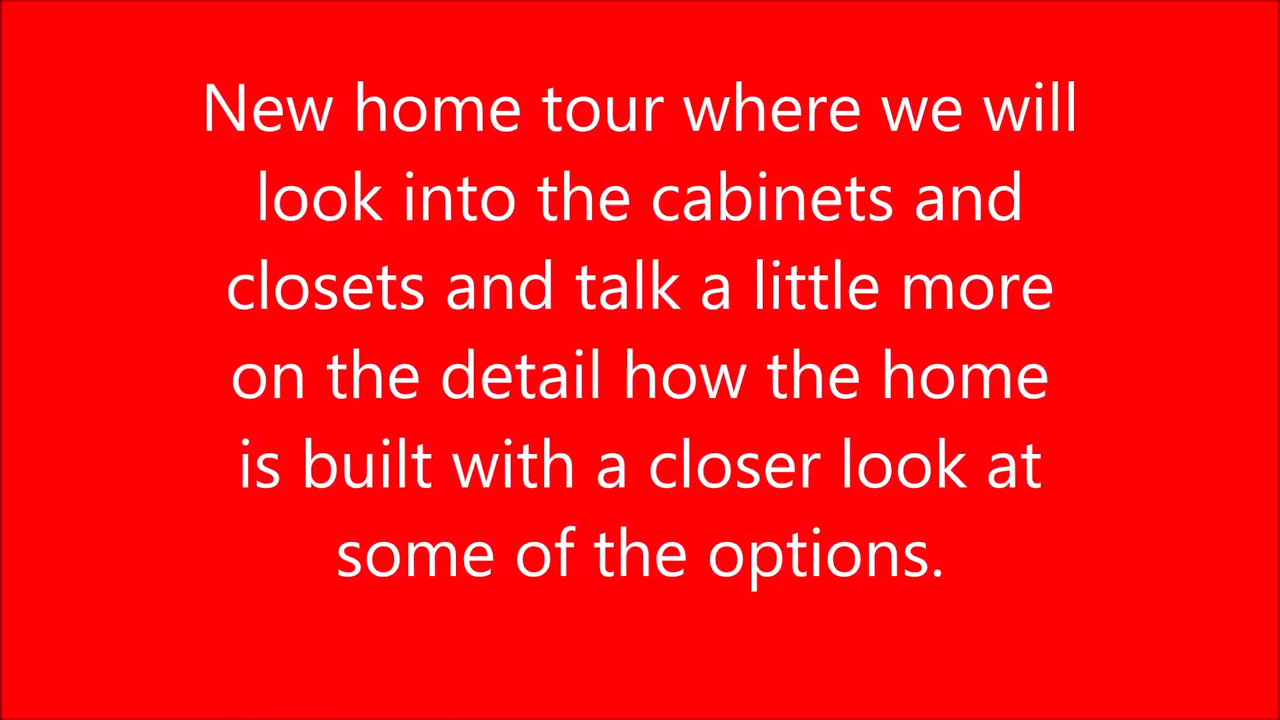 New home tour where we will
look into the cabinets and
closets and talk a little more
on the detail how the home
is built with a closer look at
some of the options.